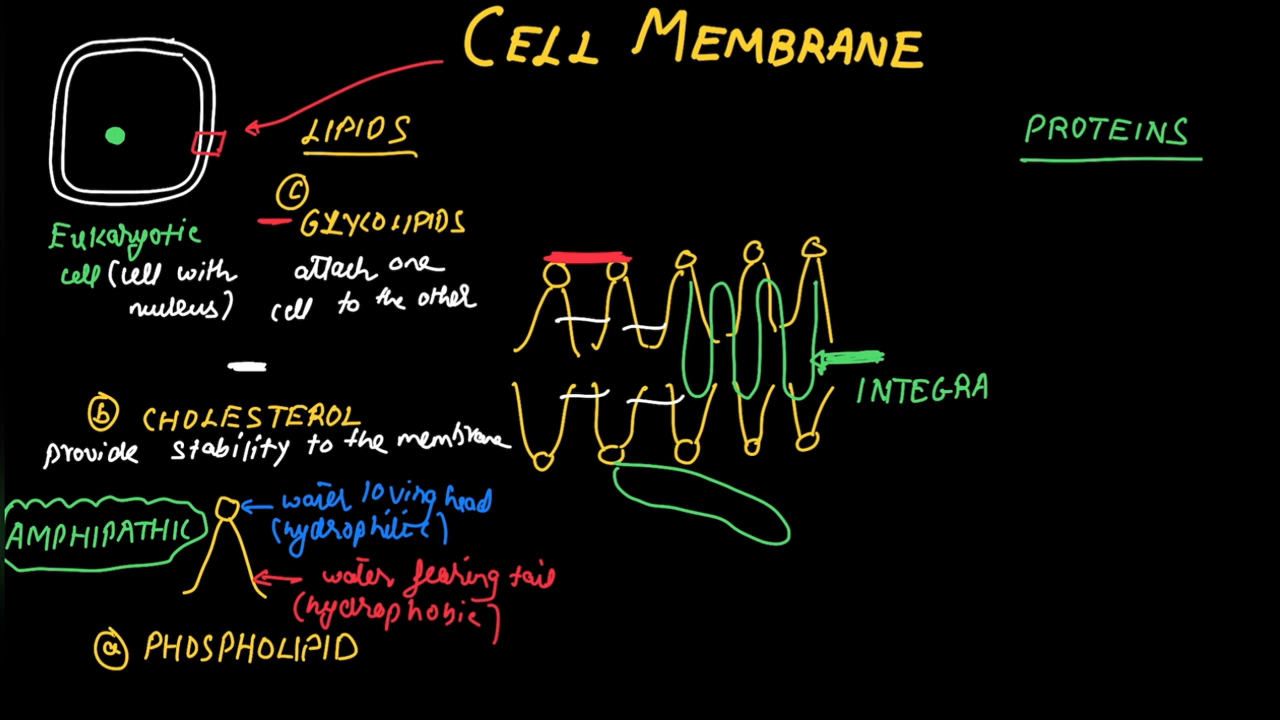 CELL MEMBRANE
LIPIDS
PROTEINS
(c)
GLYCOLIPIDS
attach one
cell to the other
Eukaryotic
cell (cell with
nucleus)
INTEGRA
(b) CHOLESTEROL
provide stability to the membrane
AMPHIPATHIC
water loving head
(hydrophilic)
water fearing tail
(hydrophobic)
(a) PHOSPHOLIPID